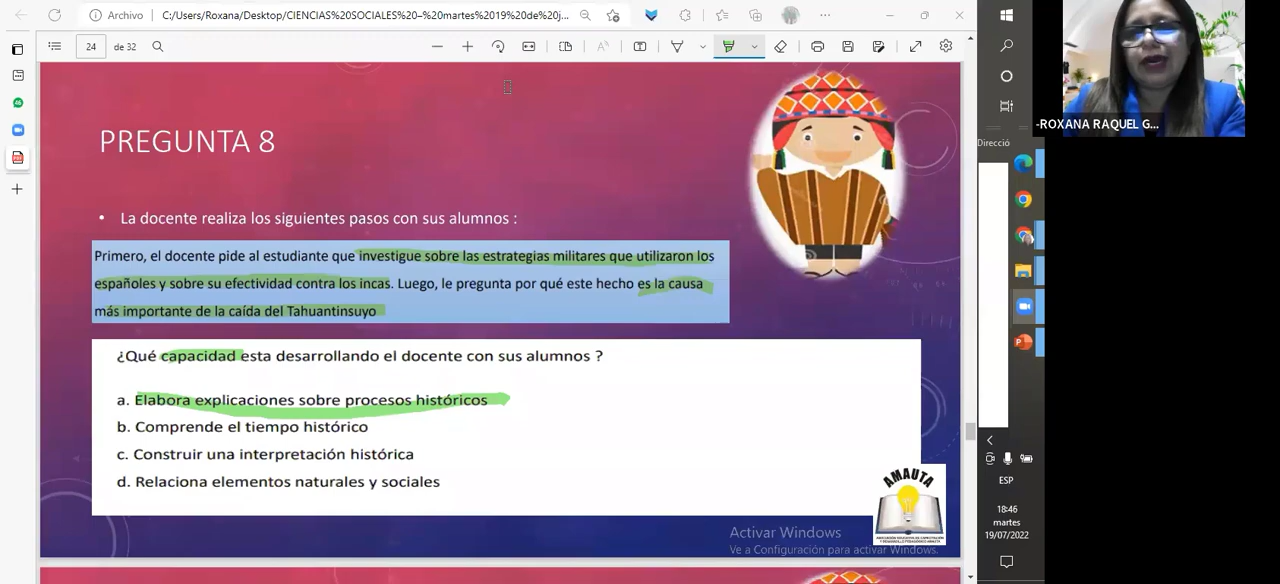 Archivo
C:/Users/Roxana/Desktop/CIENCIAS%20SOCIALES%20–%20martes%2019%20de%20j...
24
de 32
PREGUNTA 8
• La docente realiza los siguientes pasos con sus alumnos :
Primero, el docente pide al estudiante que investigue sobre las estrategias militares que utilizaron los
españoles y sobre su efectividad contra los incas. Luego, le pregunta por qué este hecho es la causa
más importante de la caída del Tahuantinsuyo
¿Qué capacidad esta desarrollando el docente con sus alumnos ?
a. Elabora explicaciones sobre procesos históricos
b. Comprende el tiempo histórico
c. Construir una interpretación histórica
d. Relaciona elementos naturales y sociales
AMAUTA
Activar Windows
Ve a Configuración para activar Windows.
-ROXANA RAQUEL G...
Direcció
ESP
18:46
martes
19/07/2022